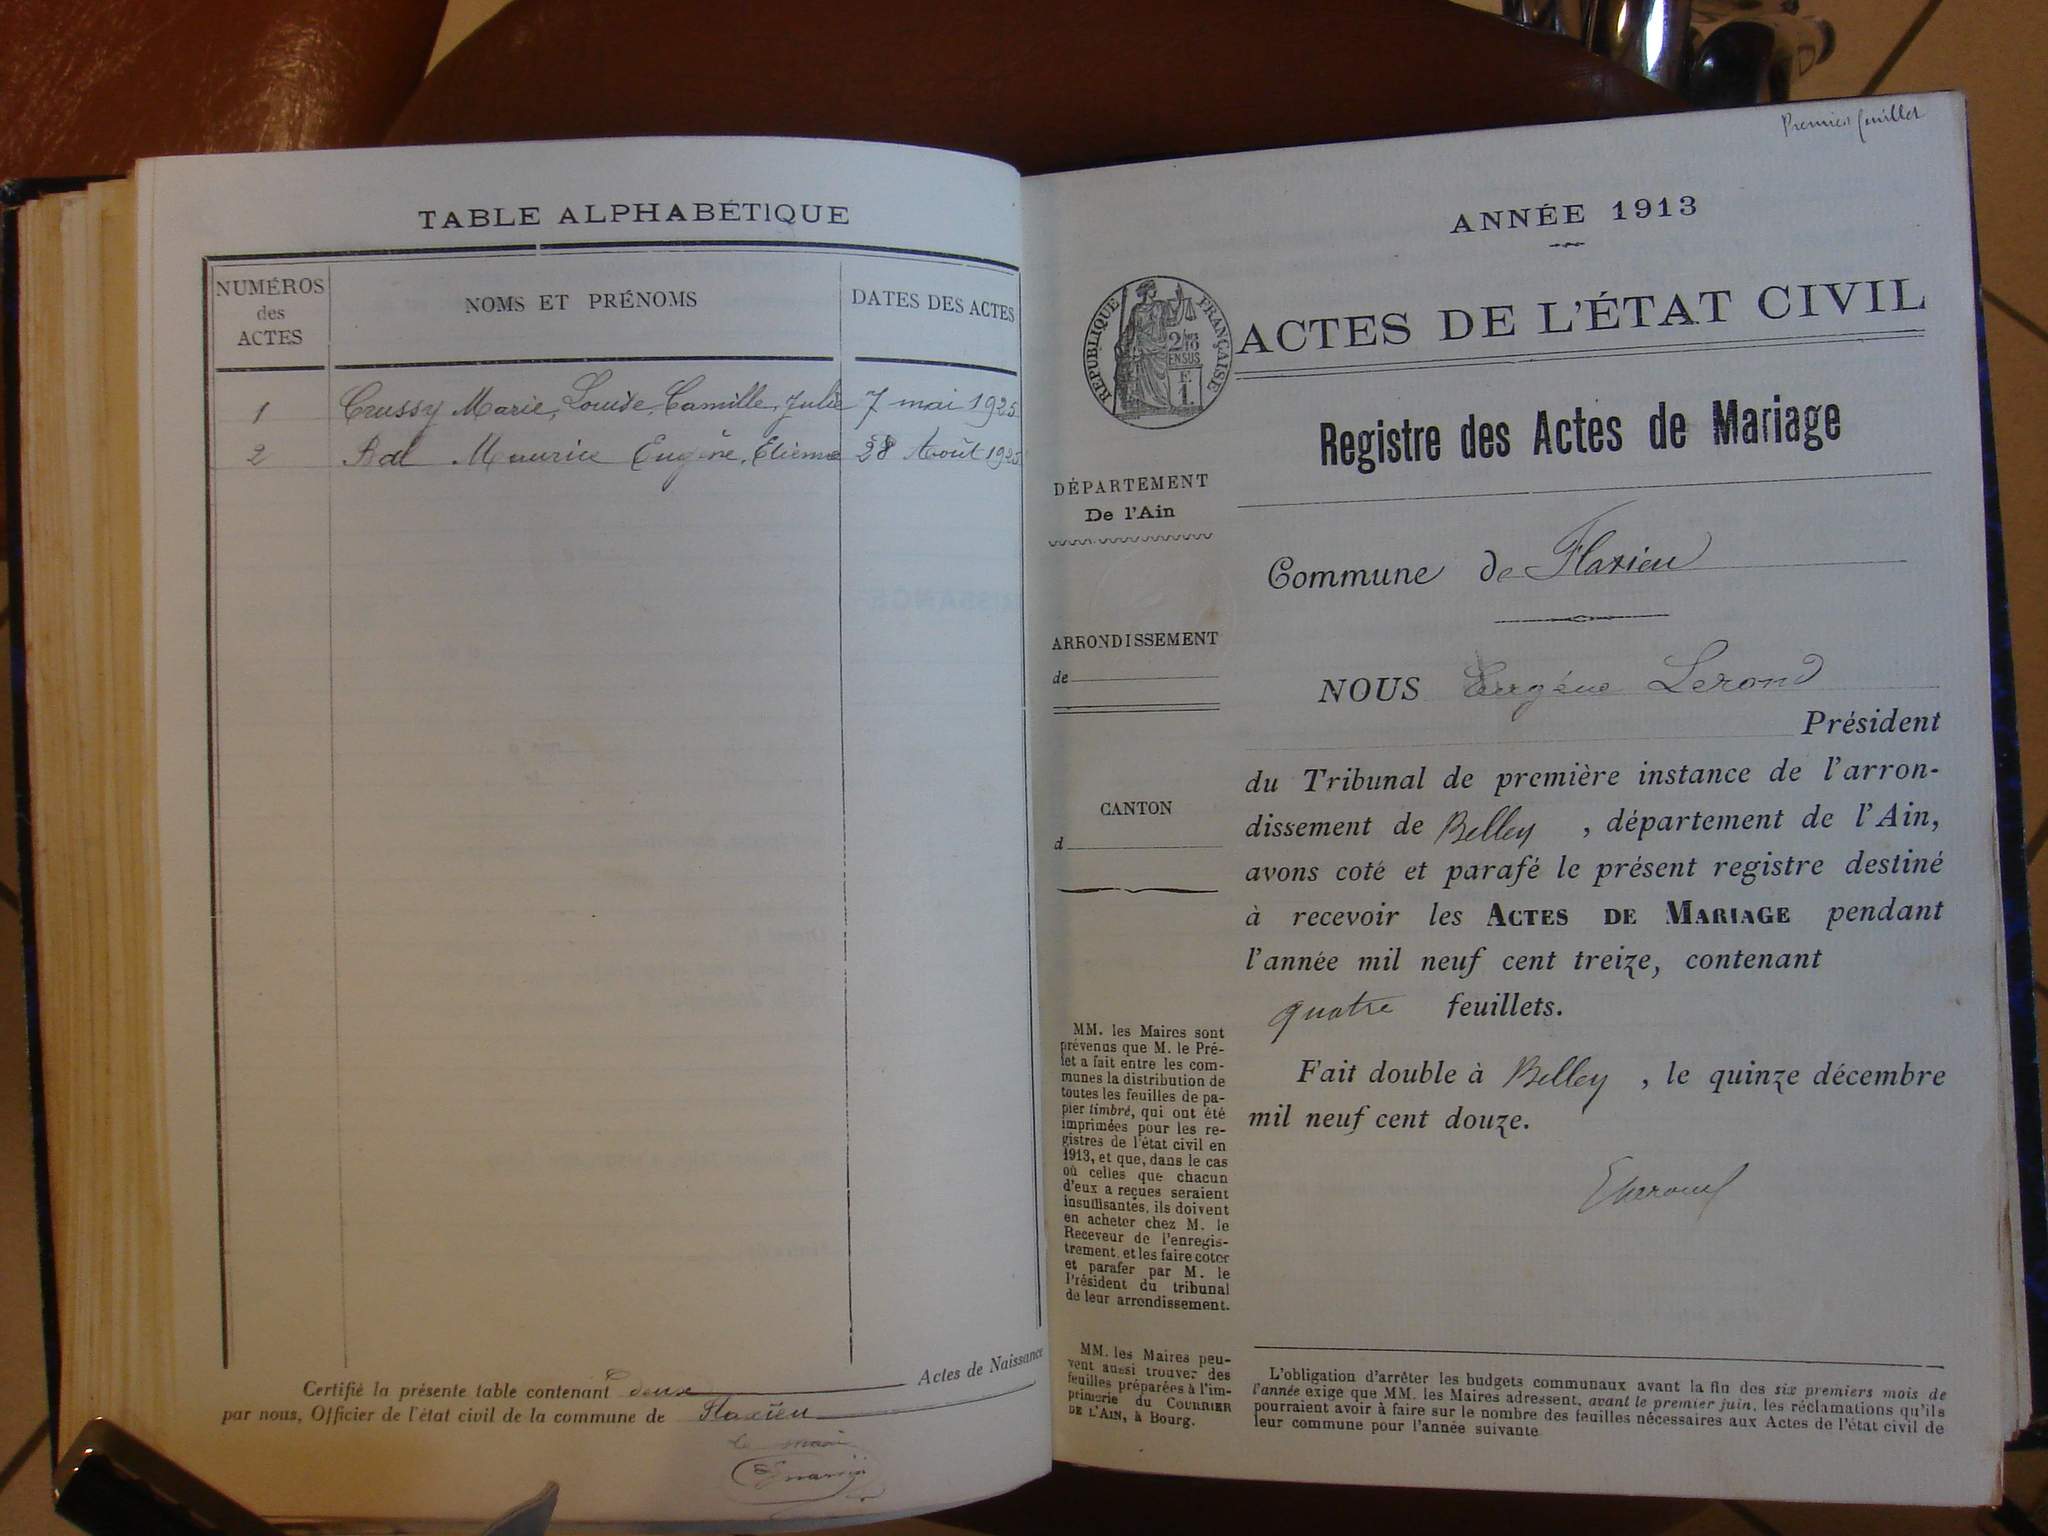 TABLE ALPHABÉTIQUE
NUMÉROS
des
ACTES
NOMS ET PRÉNOMS
DATES DES ACTES
1 Crussy Marie, Louise, Camille, Julie 7 mai 1925
2 Bal Maurice Eugène, Etienne 28 Août 1925
Certifié la présente table contenant deux Actes de Naissance
par nous, Officier de l'état civil de la commune de Flaxieu
le maire
Premier feuillet
ANNÉE 1913
RÉPUBLIQUE FRANÇAISE
2/10
EN SUS
E.
1.
ACTES DE L'ÉTAT CIVIL
Registre des Actes de Mariage
DÉPARTEMENT
De l'Ain
ARRONDISSEMENT
de
CANTON
d
MM. les Maires sont
prévenus que M. le Pré-
fet a fait entre les com-
munes la distribution de
toutes les feuilles de pa-
pier timbré, qui ont été
imprimées pour les re-
gistres de l'état civil en
1913, et que, dans le cas
où celles que chacun
d'eux a reçues seraient
insuffisantes, ils doivent
en acheter chez M. le
Receveur de l'enregis-
trement, et les faire coter
et parafer par M. le
Président du tribunal
de leur arrondissement.
MM. les Maires peu-
vent aussi trouver des
feuilles préparées à l'im-
primerie du COURRIER
DE L'AIN, à Bourg.
Commune de Flaxieu
NOUS Eugène Lerond
Président
du Tribunal de première instance de l'arron-
dissement de Belley, département de l'Ain,
avons coté et parafé le présent registre destiné
à recevoir les ACTES DE MARIAGE pendant
l'année mil neuf cent treize, contenant
quatre feuillets.
Fait double à Belley, le quinze décembre
mil neuf cent douze.
L'obligation d'arrêter les budgets communaux avant la fin des six premiers mois de
l'année exige que MM. les Maires adressent, avant le premier juin, les réclamations qu'ils
pourraient avoir à faire sur le nombre des feuilles nécessaires aux Actes de l'état civil de
leur commune pour l'année suivante